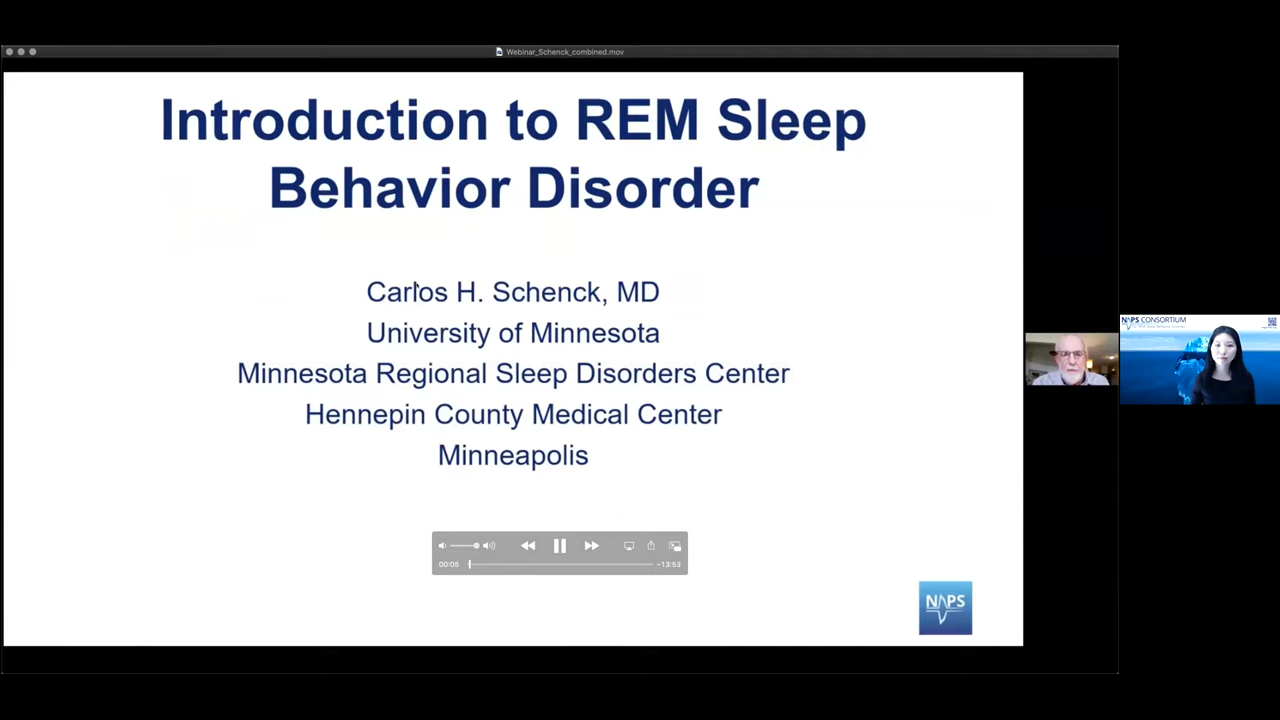 Webinar_Schenck_combined.mov
Introduction to REM Sleep
Behavior Disorder
Carlos H. Schenck, MD
University of Minnesota
Minnesota Regional Sleep Disorders Center
Hennepin County Medical Center
Minneapolis
00:05
-13:53
NAPS
NAPS CONSORTIUM